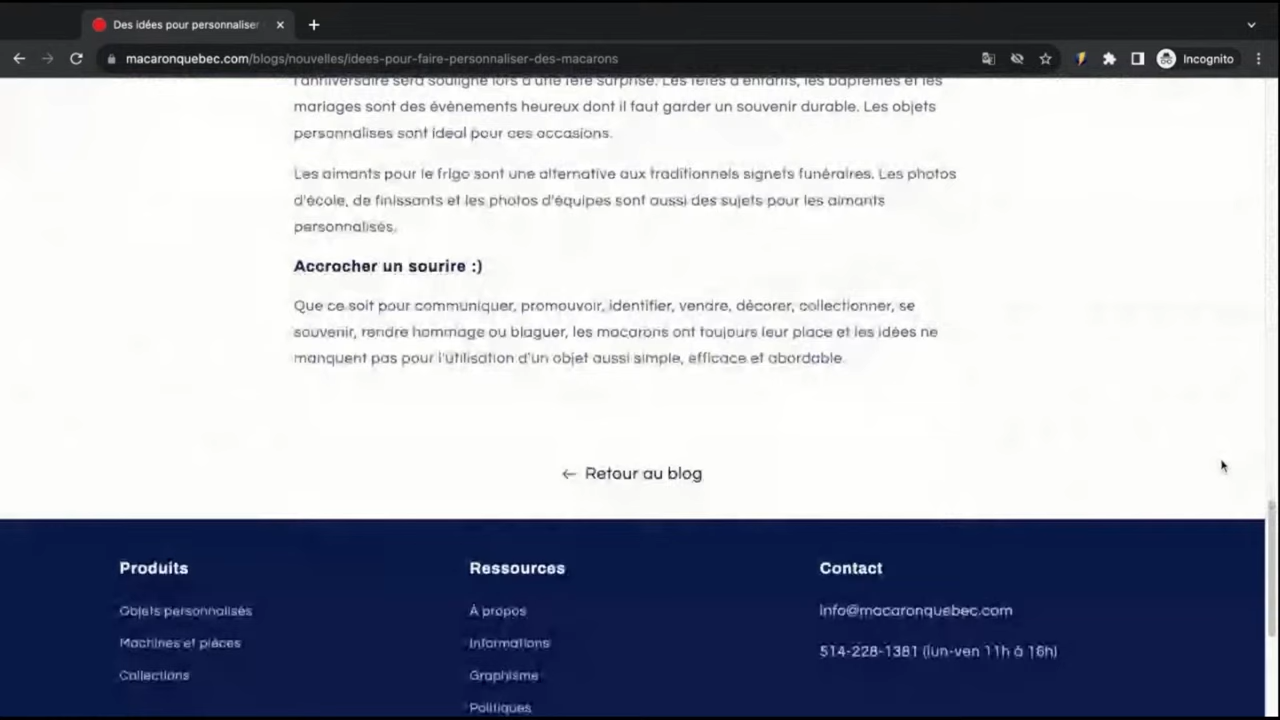 Des idées pour personnaliser
macaronquebec.com/blogs/nouvelles/idees-pour-faire-personnaliser-des-macarons
Incognito
l'anniversaire sera souligné lors d'une fête surprise. Les fêtes d'enfants, les baptêmes et les
mariages sont des évènements heureux dont il faut garder un souvenir durable. Les objets
personnalisés sont idéal pour ces occasions.
Les aimants pour le frigo sont une alternative aux traditionnels signets funéraires. Les photos
d'école, de finissants et les photos d'équipes sont aussi des sujets pour les aimants
personnalisés.
Accrocher un sourire :)
Que ce soit pour communiquer, promouvoir, identifier, vendre, décorer, collectionner, se
souvenir, rendre hommage ou blaguer, les macarons ont toujours leur place et les idées ne
manquent pas pour l'utilisation d'un objet aussi simple, efficace et abordable.
← Retour au blog
Produits
Objets personnalisés
Machines et pièces
Collections
Ressources
À propos
Informations
Graphisme
Politiques
Contact
info@macaronquebec.com
514-228-1381 (lun-ven 11h à 16h)